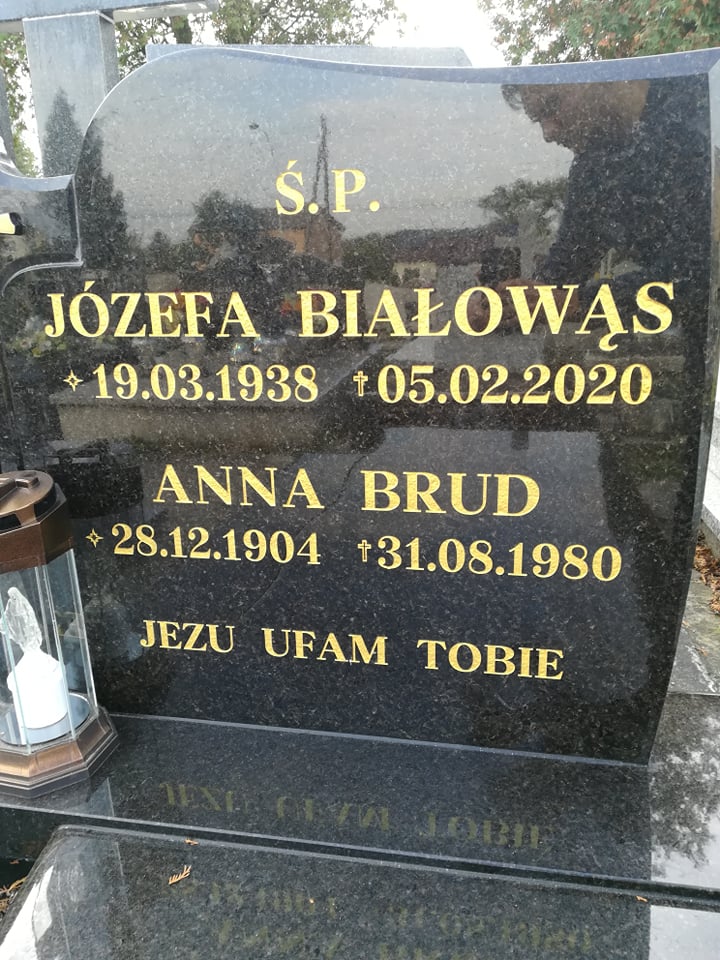 Ś.P.
JÓZEFA BIAŁOWĄS
19.03.1938 †05.02.2020
ANNA BRUD
28.12.1904 †31.08.1980
JEZU UFAM TOBIE